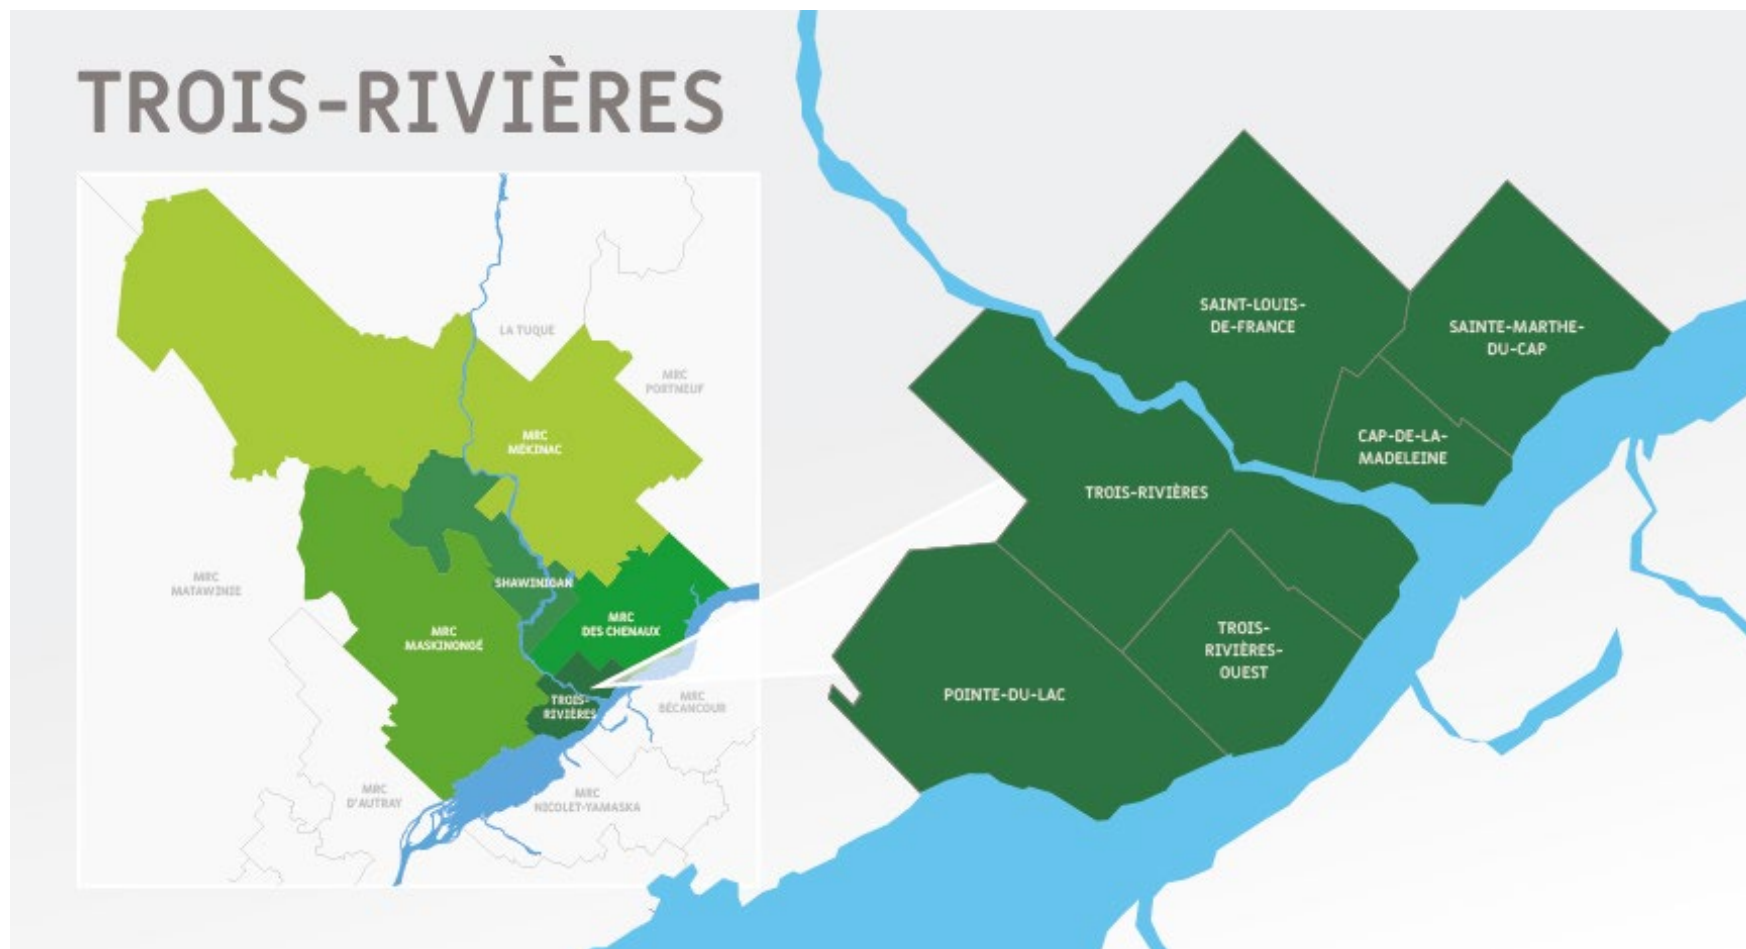 TROIS-RIVIÈRES
LA TUQUE
MRC
PORTNEUF
MRC
MÉKINAC
MRC
MATAWINIE
SHAWINIGAN
MRC
DES CHENAUX
MRC
MASKINONGÉ
TROIS-
RIVIÈRES
MRC
BÉCANCOUR
MRC
D'AUTRAY
MRC
NICOLET-YAMASKA
SAINT-LOUIS-
DE-FRANCE
SAINTE-MARTHE-
DU-CAP
CAP-DE-LA-
MADELEINE
TROIS-RIVIÈRES
TROIS-
RIVIÈRES-
OUEST
POINTE-DU-LAC